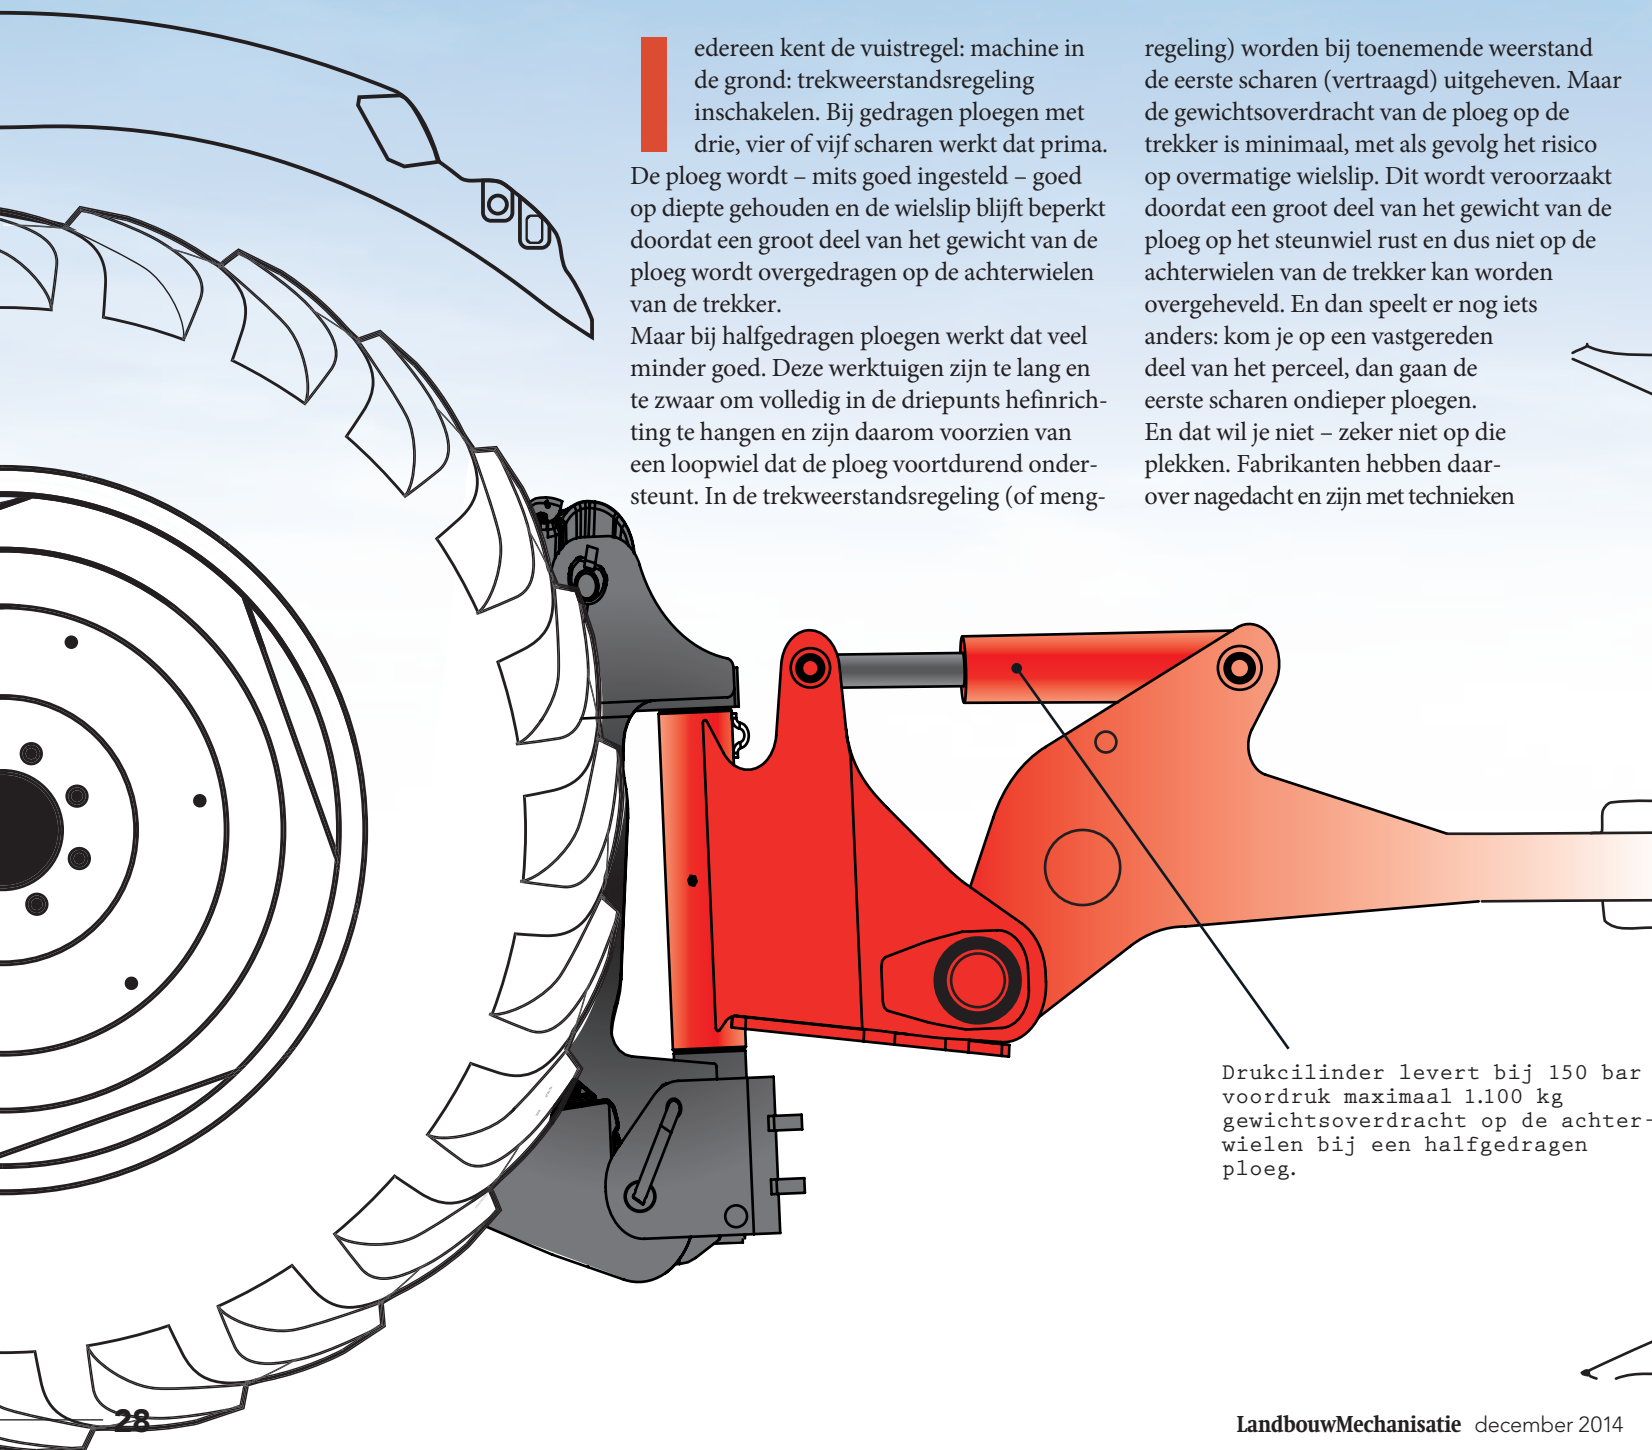 Iedereen kent de vuistregel: machine in
de grond: trekweerstandsregeling
inschakelen. Bij gedragen ploegen met
drie, vier of vijf scharen werkt dat prima.
De ploeg wordt – mits goed ingesteld – goed
op diepte gehouden en de wielslip blijft beperkt
doordat een groot deel van het gewicht van de
ploeg wordt overgedragen op de achterwielen
van de trekker.
Maar bij halfgedragen ploegen werkt dat veel
minder goed. Deze werktuigen zijn te lang en
te zwaar om volledig in de driepunts hefinrich-
ting te hangen en zijn daarom voorzien van
een loopwiel dat de ploeg voortdurend onder-
steunt. In de trekweerstandsregeling (of meng-
regeling) worden bij toenemende weerstand
de eerste scharen (vertraagd) uitgeheven. Maar
de gewichtsoverdracht van de ploeg op de
trekker is minimaal, met als gevolg het risico
op overmatige wielslip. Dit wordt veroorzaakt
doordat een groot deel van het gewicht van de
ploeg op het steunwiel rust en dus niet op de
achterwielen van de trekker kan worden
overgeheveld. En dan speelt er nog iets
anders: kom je op een vastgereden
deel van het perceel, dan gaan de
eerste scharen ondieper ploegen.
En dat wil je niet – zeker niet op die
plekken. Fabrikanten hebben daar-
over nagedacht en zijn met technieken
Drukcilinder levert bij 150 bar
voordruk maximaal 1.100 kg
gewichtsoverdracht op de achter-
wielen bij een halfgedragen
ploeg.
28
LandbouwMechanisatie december 2014